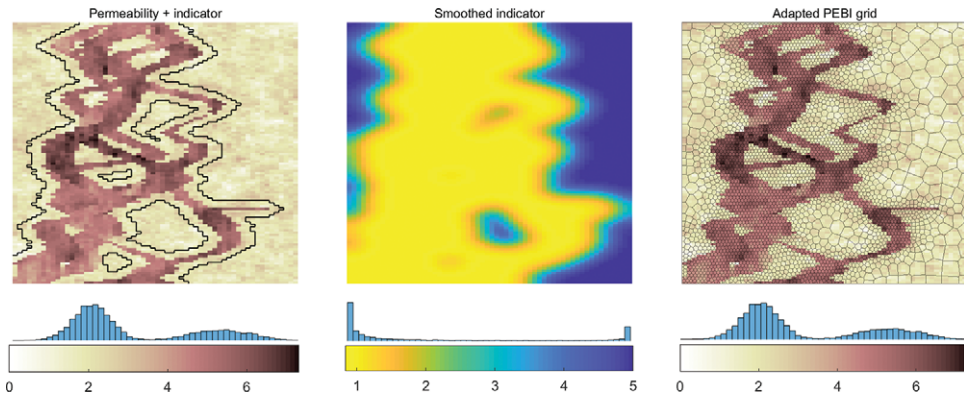 Permeability + indicator
Smoothed indicator
Adapted PEBI grid
0 2 4 6
1 2 3 4 5
0 2 4 6